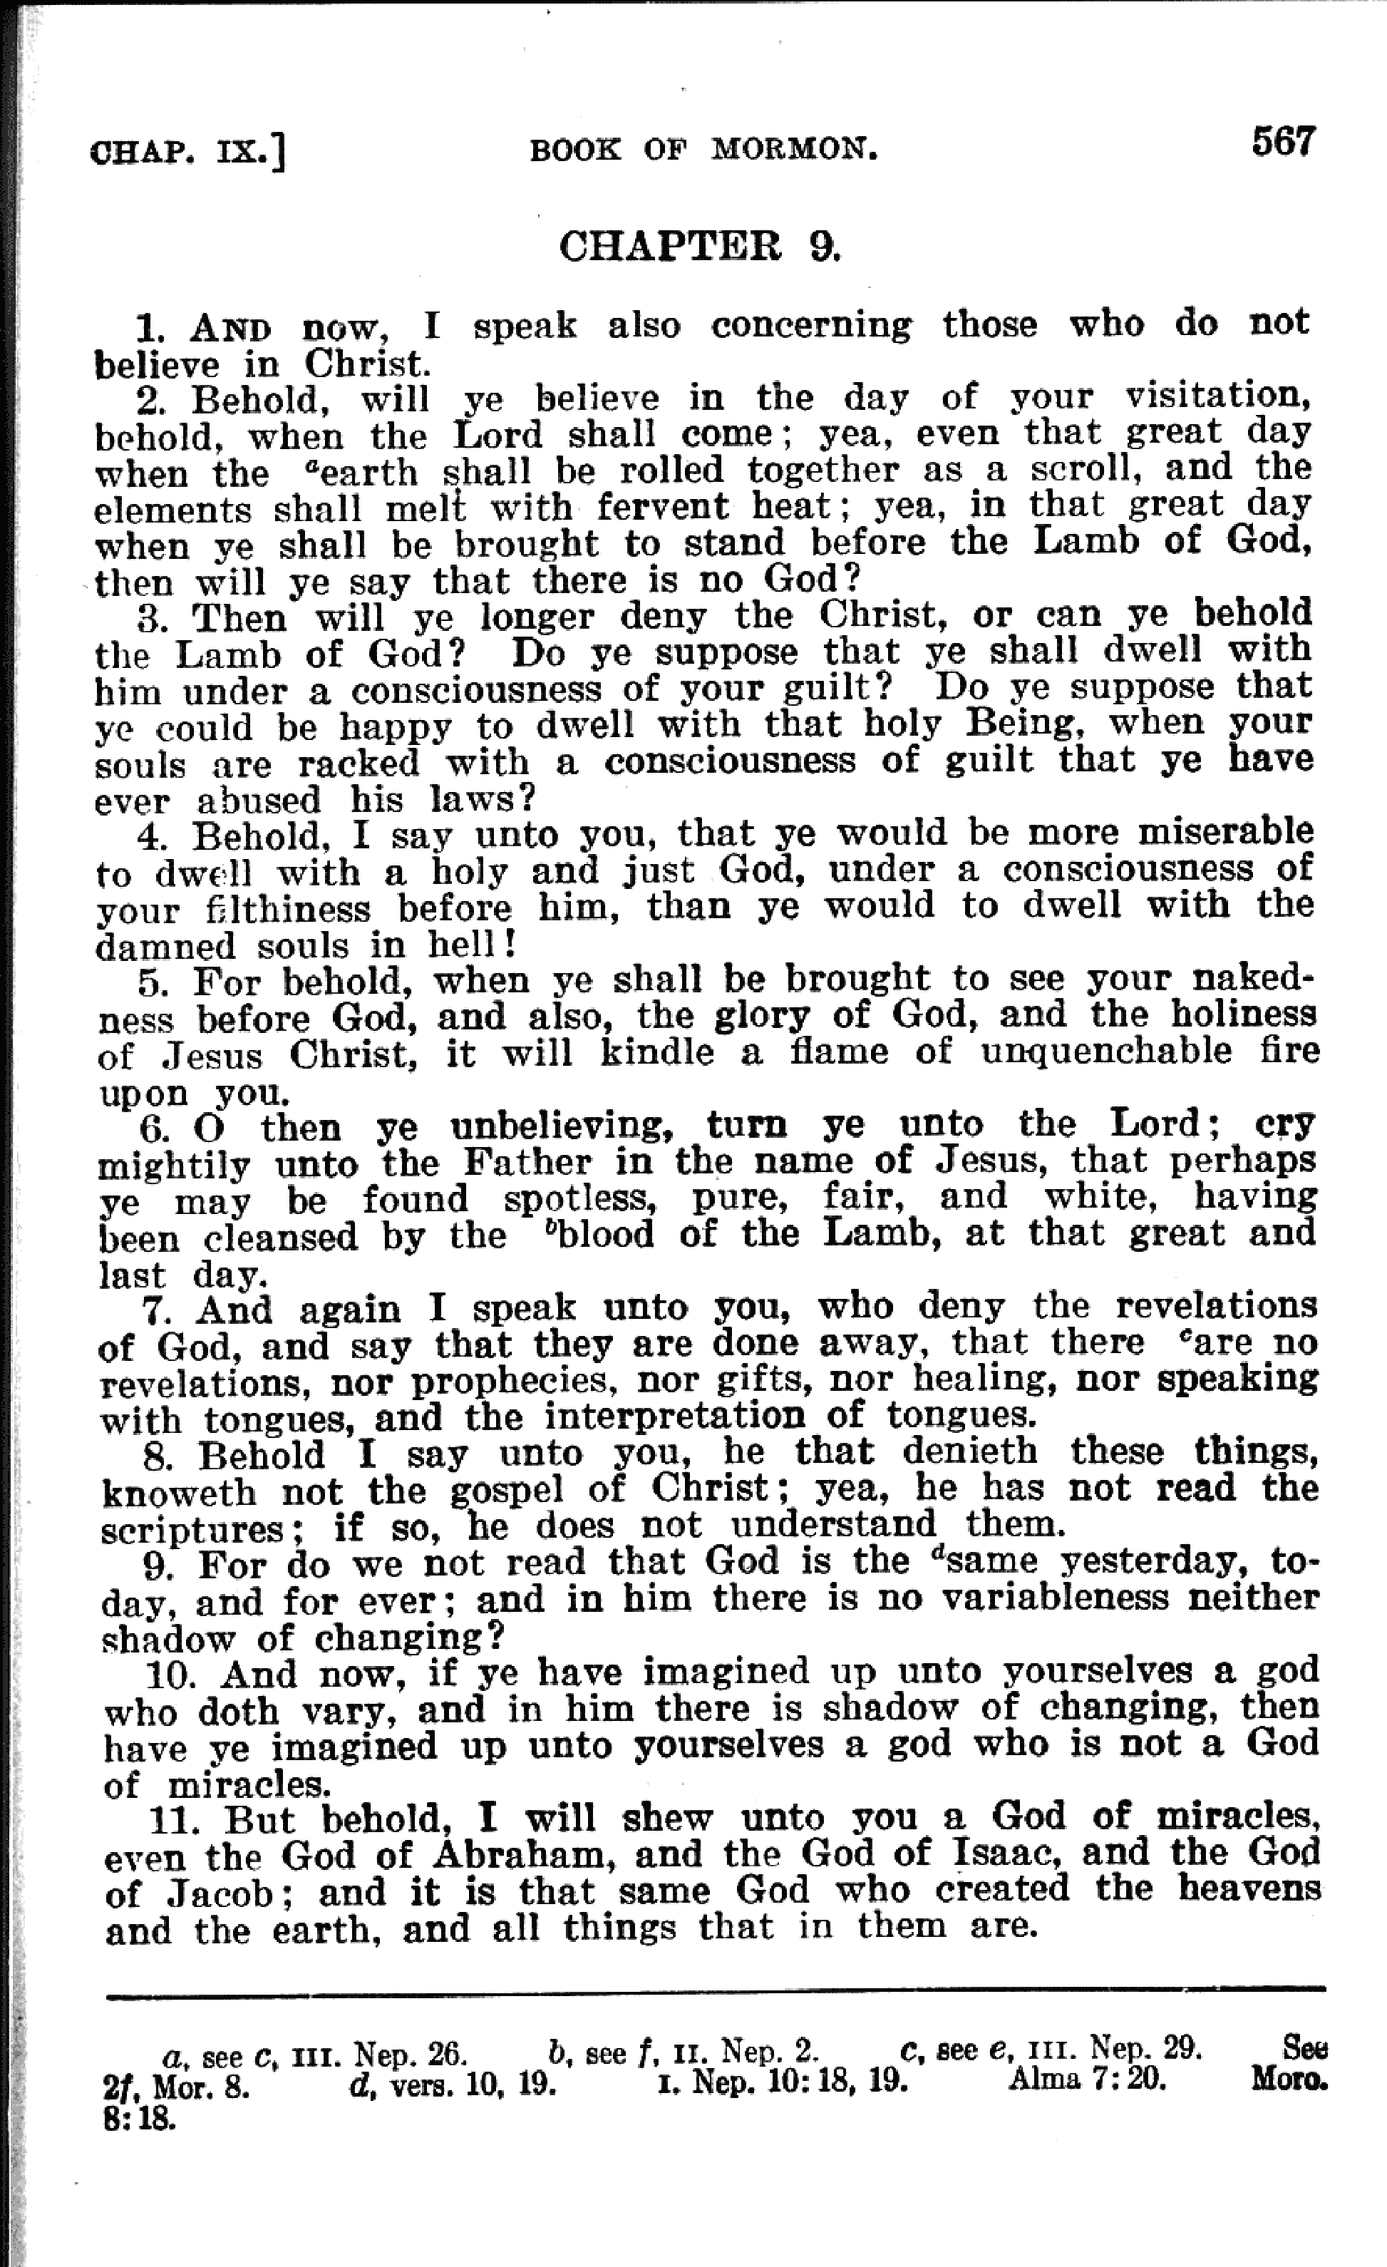 CHAP. IX.] BOOK OF MORMON. 567
CHAPTER 9.
1. AND now, I speak also concerning those who do not
believe in Christ.
2. Behold, will ye believe in the day of your visitation,
behold, when the Lord shall come; yea, even that great day
when the ᵃearth shall be rolled together as a scroll, and the
elements shall melt with fervent heat; yea, in that great day
when ye shall be brought to stand before the Lamb of God,
then will ye say that there is no God?
3. Then will ye longer deny the Christ, or can ye behold
the Lamb of God? Do ye suppose that ye shall dwell with
him under a consciousness of your guilt? Do ye suppose that
ye could be happy to dwell with that holy Being, when your
souls are racked with a consciousness of guilt that ye have
ever abused his laws?
4. Behold, I say unto you, that ye would be more miserable
to dwell with a holy and just God, under a consciousness of
your filthiness before him, than ye would to dwell with the
damned souls in hell!
5. For behold, when ye shall be brought to see your naked-
ness before God, and also, the glory of God, and the holiness
of Jesus Christ, it will kindle a flame of unquenchable fire
upon you.
6. O then ye unbelieving, turn ye unto the Lord; cry
mightily unto the Father in the name of Jesus, that perhaps
ye may be found spotless, pure, fair, and white, having
been cleansed by the ᵇblood of the Lamb, at that great and
last day.
7. And again I speak unto you, who deny the revelations
of God, and say that they are done away, that there ᶜare no
revelations, nor prophecies, nor gifts, nor healing, nor speaking
with tongues, and the interpretation of tongues.
8. Behold I say unto you, he that denieth these things,
knoweth not the gospel of Christ; yea, he has not read the
scriptures; if so, he does not understand them.
9. For do we not read that God is the ᵈsame yesterday, to-
day, and for ever; and in him there is no variableness neither
shadow of changing?
10. And now, if ye have imagined up unto yourselves a god
who doth vary, and in him there is shadow of changing, then
have ye imagined up unto yourselves a god who is not a God
of miracles.
11. But behold, I will shew unto you a God of miracles,
even the God of Abraham, and the God of Isaac, and the God
of Jacob; and it is that same God who created the heavens
and the earth, and all things that in them are.
a, see c, III. Nep. 26. b, see f, II. Nep. 2. c, see e, III. Nep. 29. See
2f, Mor. 8. d, vers. 10, 19. I. Nep. 10:18, 19. Alma 7:20. Moro.
8:18.